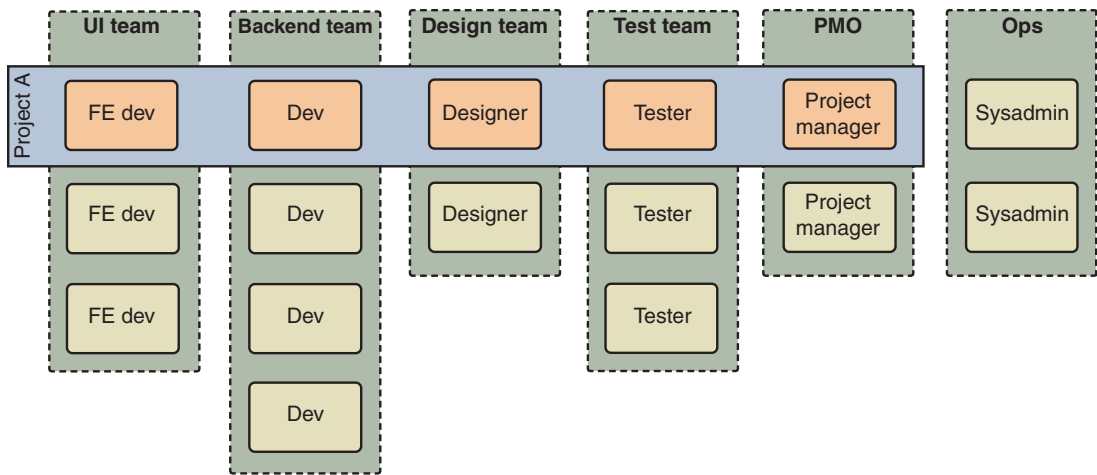 UI team
Backend team
Design team
Test team
PMO
Ops
Project A
FE dev
Dev
Designer
Tester
Project
manager
Sysadmin
FE dev
Dev
Designer
Tester
Project
manager
Sysadmin
FE dev
Dev
Tester
Dev